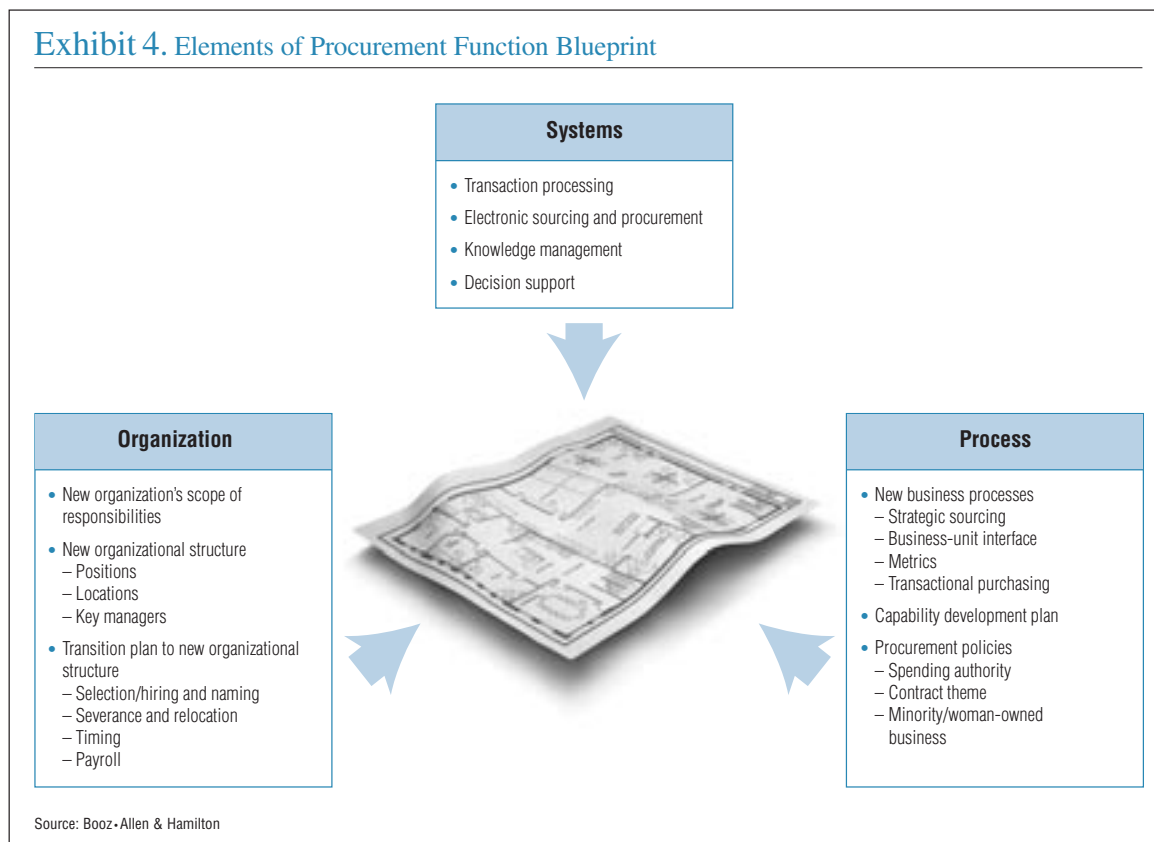 Exhibit 4. Elements of Procurement Function Blueprint
Systems
• Transaction processing
• Electronic sourcing and procurement
• Knowledge management
• Decision support
Organization
• New organization's scope of
responsibilities
• New organizational structure
– Positions
– Locations
– Key managers
• Transition plan to new organizational
structure
– Selection/hiring and naming
– Severance and relocation
– Timing
– Payroll
Process
• New business processes
– Strategic sourcing
– Business-unit interface
– Metrics
– Transactional purchasing
• Capability development plan
• Procurement policies
– Spending authority
– Contract theme
– Minority/woman-owned
business
Source: Booz•Allen & Hamilton